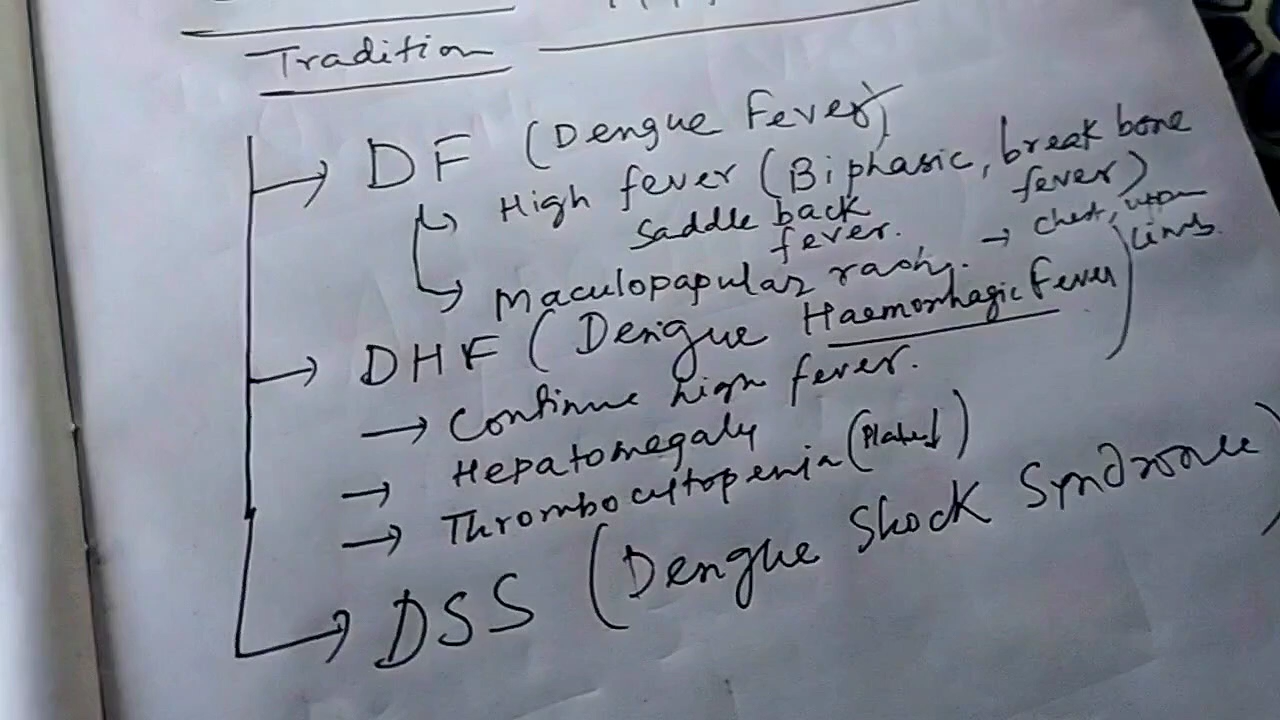 Tradition
DF (Dengue Fever)
High fever (Biphasic, break bone
fever)
Saddle back
fever.
Maculopapular rash. → chest,
limbs
DHF (Dengue Haemorrhagic Fever)
→ Continue high fever.
→ Hepatomegaly
→ Thrombocytopenia (Platelet)
DSS (Dengue Shock Syndrome)